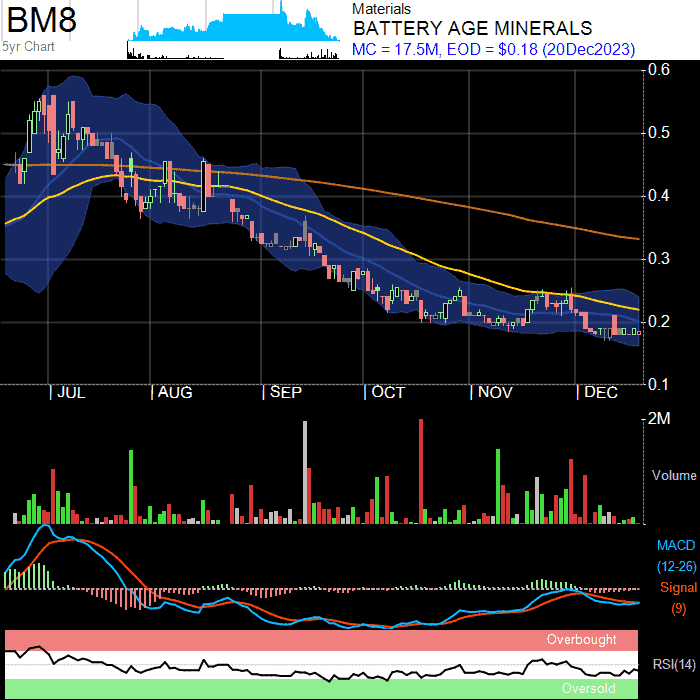 BM8
5yr Chart
Materials
BATTERY AGE MINERALS
MC = 17.5M, EOD = $0.18 (20Dec2023)
0.6
0.5
0.4
0.3
0.2
0.1
JUL
AUG
SEP
OCT
NOV
DEC
2M
Volume
MACD
(12-26)
Signal
(9)
Overbought
RSI(14)
Oversold